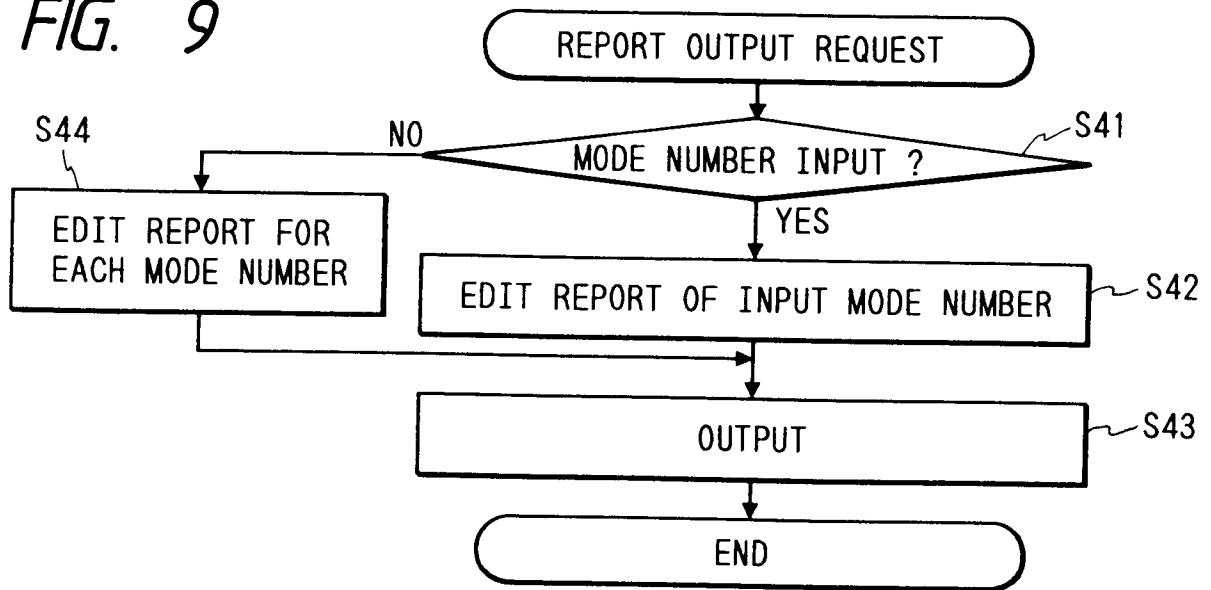 FIG. 9
REPORT OUTPUT REQUEST
S41
MODE NUMBER INPUT ?
NO
YES
S44
EDIT REPORT FOR
EACH MODE NUMBER
EDIT REPORT OF INPUT MODE NUMBER
S42
OUTPUT
S43
END